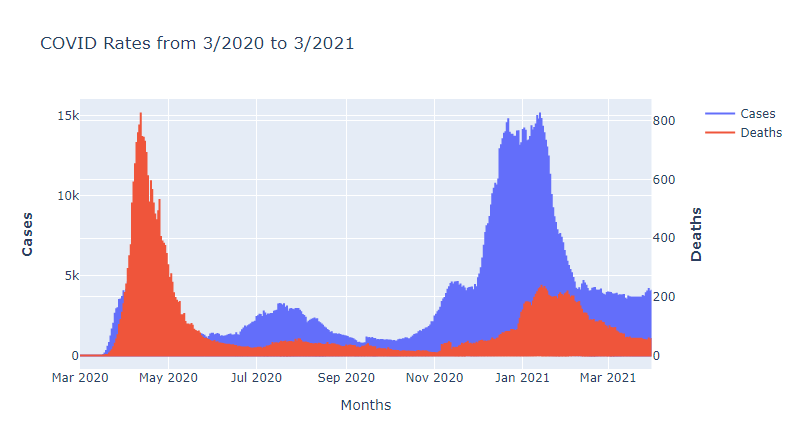 COVID Rates from 3/2020 to 3/2021
15k
10k
5k
0
Cases
800
600
400
200
0
Deaths
Cases
Deaths
Mar 2020 May 2020 Jul 2020 Sep 2020 Nov 2020 Jan 2021 Mar 2021
Months